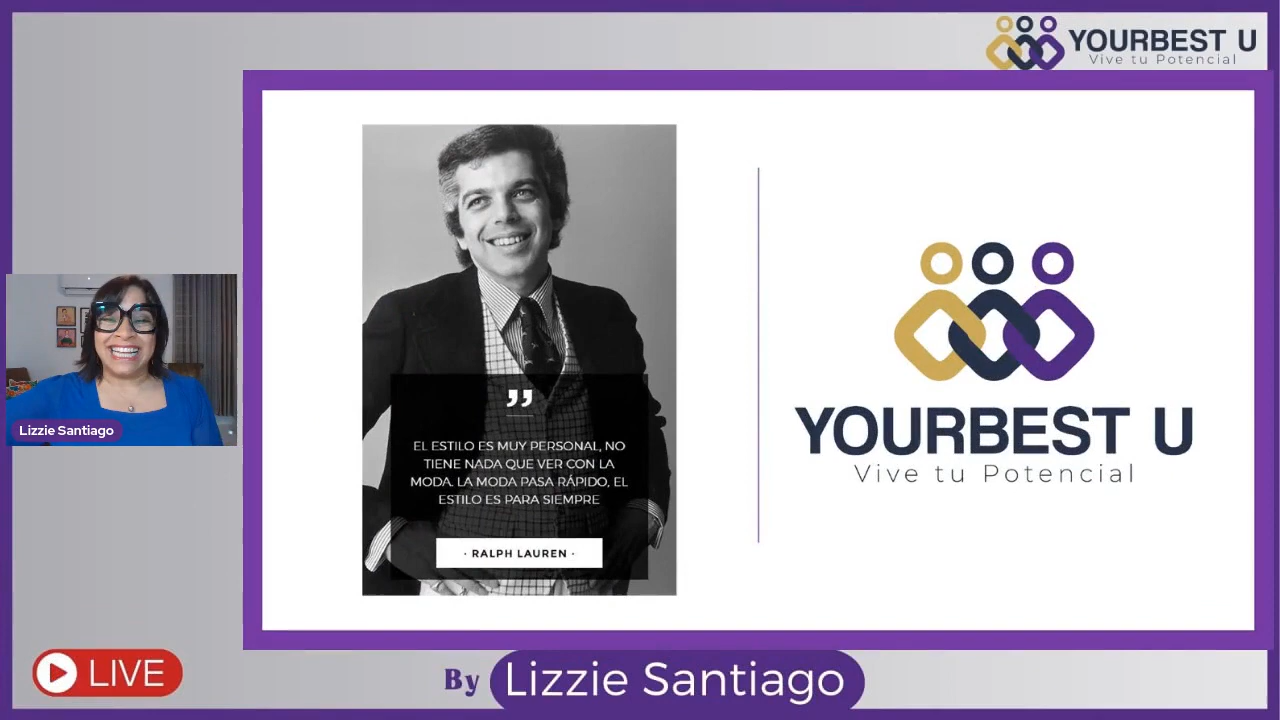 YOURBEST U
Vive tu Potencial
”
EL ESTILO ES MUY PERSONAL, NO
TIENE NADA QUE VER CON LA
MODA. LA MODA PASA RÁPIDO, EL
ESTILO ES PARA SIEMPRE
· RALPH LAUREN ·
YOURBEST U
Vive tu Potencial
Lizzie Santiago
LIVE
By Lizzie Santiago